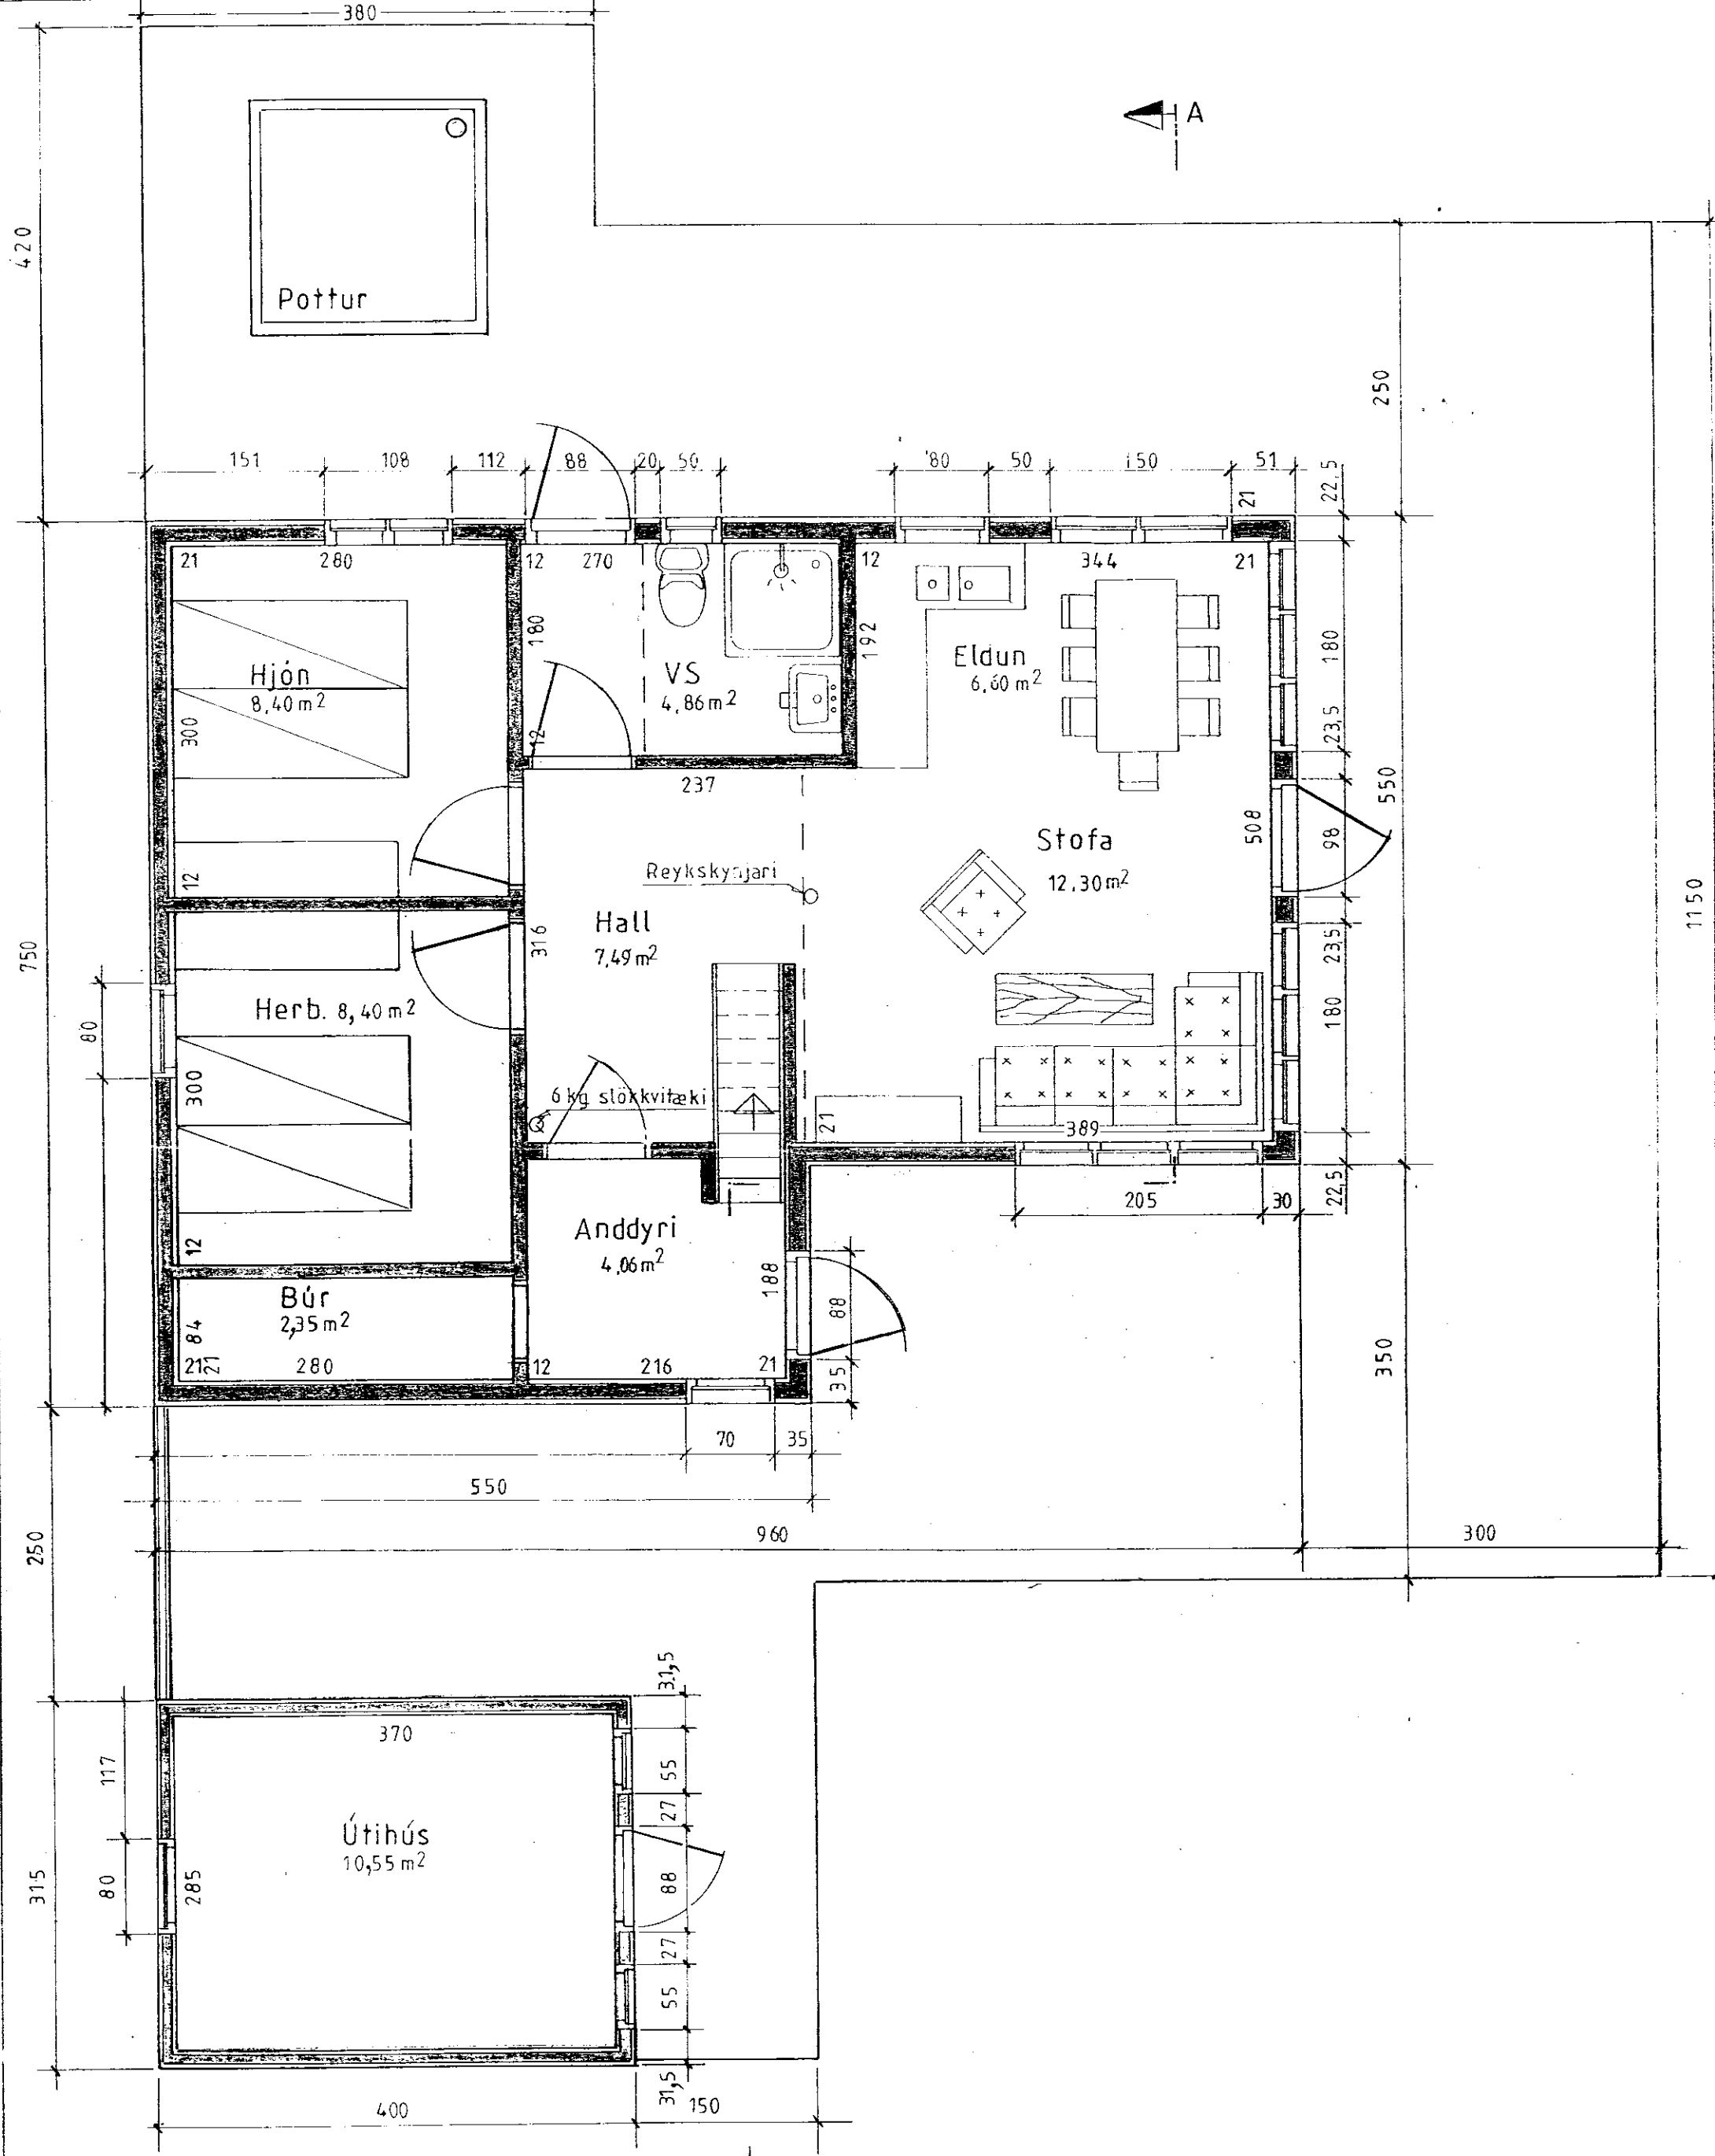 380
A
420
Pottur
250
151 108 112 88 20 50 80 50 150 51
22,5
21
21 280 12 270 12 344 21
180
192
180
Hjón
8,40 m2
VS
4,86 m2
Eldun
6,60 m2
300
12
23,5
237
550
508
98
Stofa
12,30 m2
Reykskynjari
12
1150
Hall
7,49 m2
316
23,5
750
Herb. 8,40 m2
180
80
300
6 kg slökkvitæki
21
389
205 30
22,5
12
Anddyri
4,06 m2
188
88
Búr
2,35 m2
84
21 21 280 12 216 21
35
350
70 35
550
250
960 300
31,5
370
117
55
27
Útihús
10,55 m2
315
80
285
88
27
55
31,5
400 150